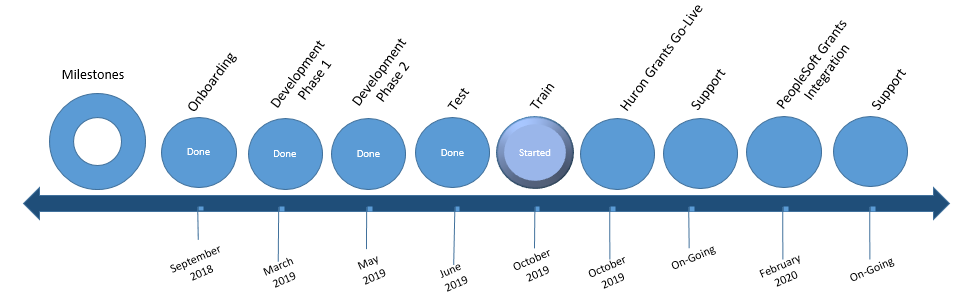 Milestones
Onboarding
Development
Phase 1
Development
Phase 2
Test
Train
Huron Grants Go-Live
Support
PeopleSoft Grants
Integration
Support
Done
Done
Done
Done
Started
September
2018
March
2019
May
2019
June
2019
October
2019
October
2019
On-Going
February
2020
On-Going